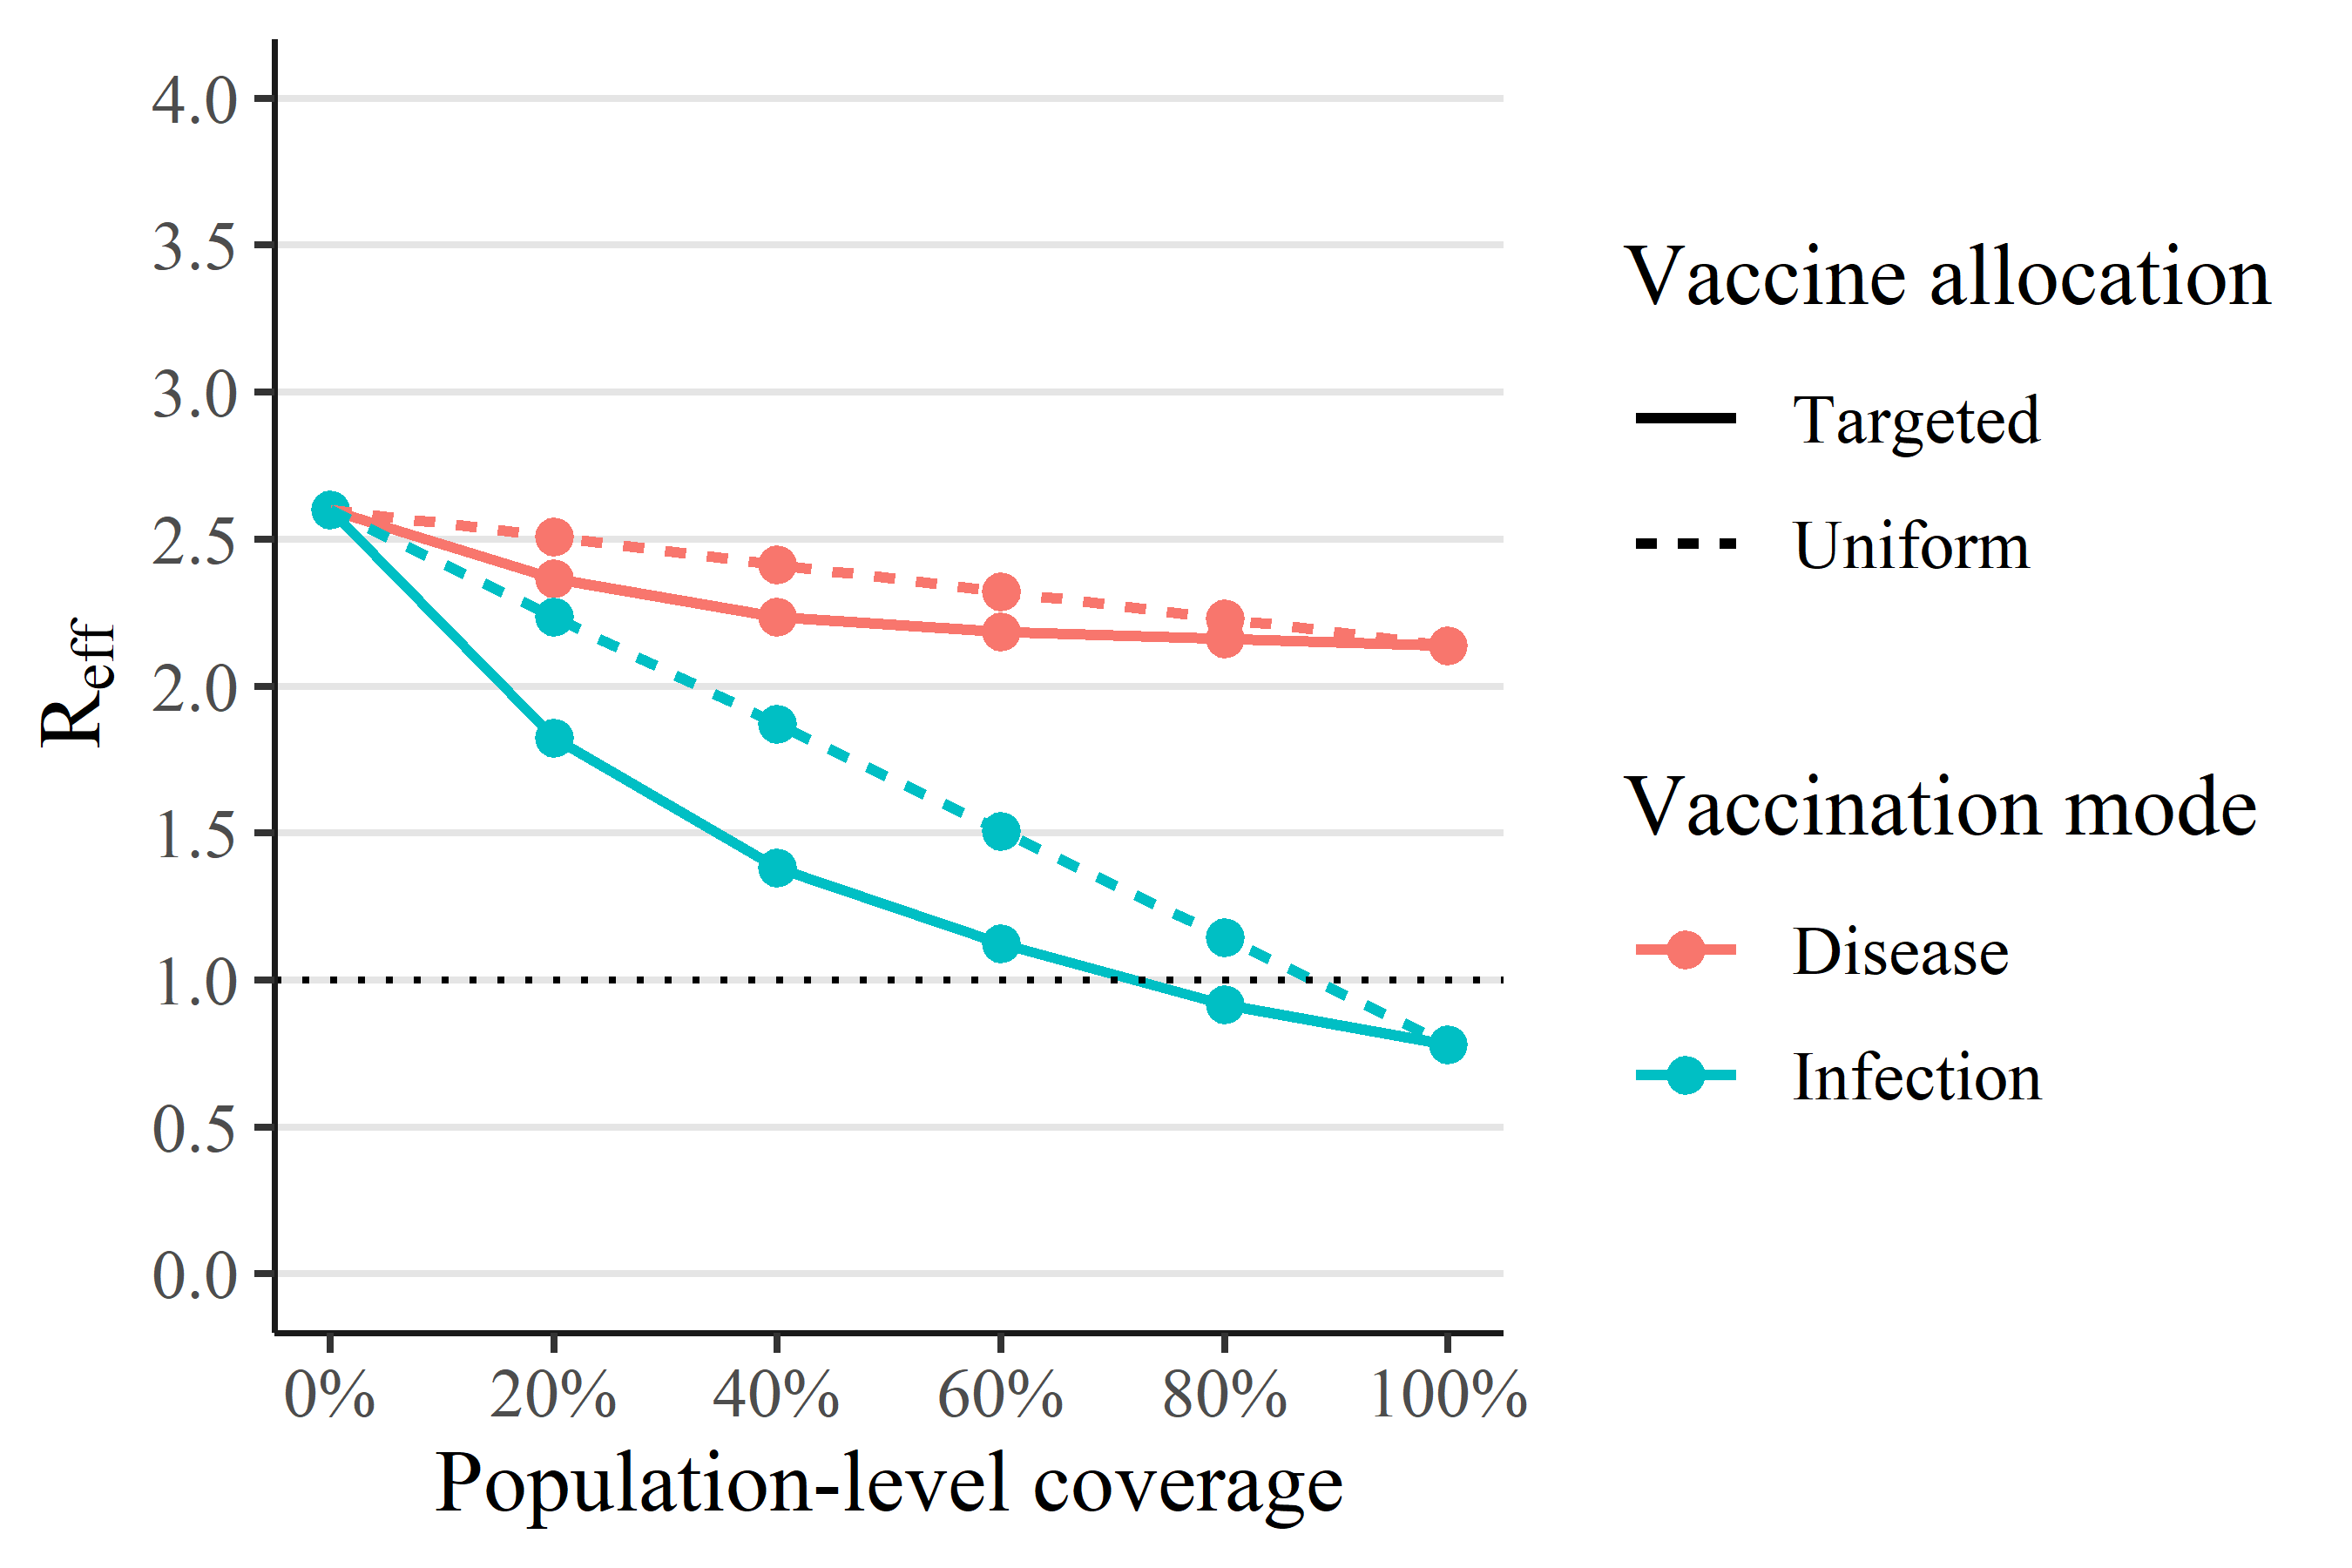 4.0
3.5
3.0
2.5
2.0
1.5
1.0
0.5
0.0
Reff
0% 20% 40% 60% 80% 100%
Population-level coverage
Vaccine allocation
Targeted
Uniform
Vaccination mode
Disease
Infection